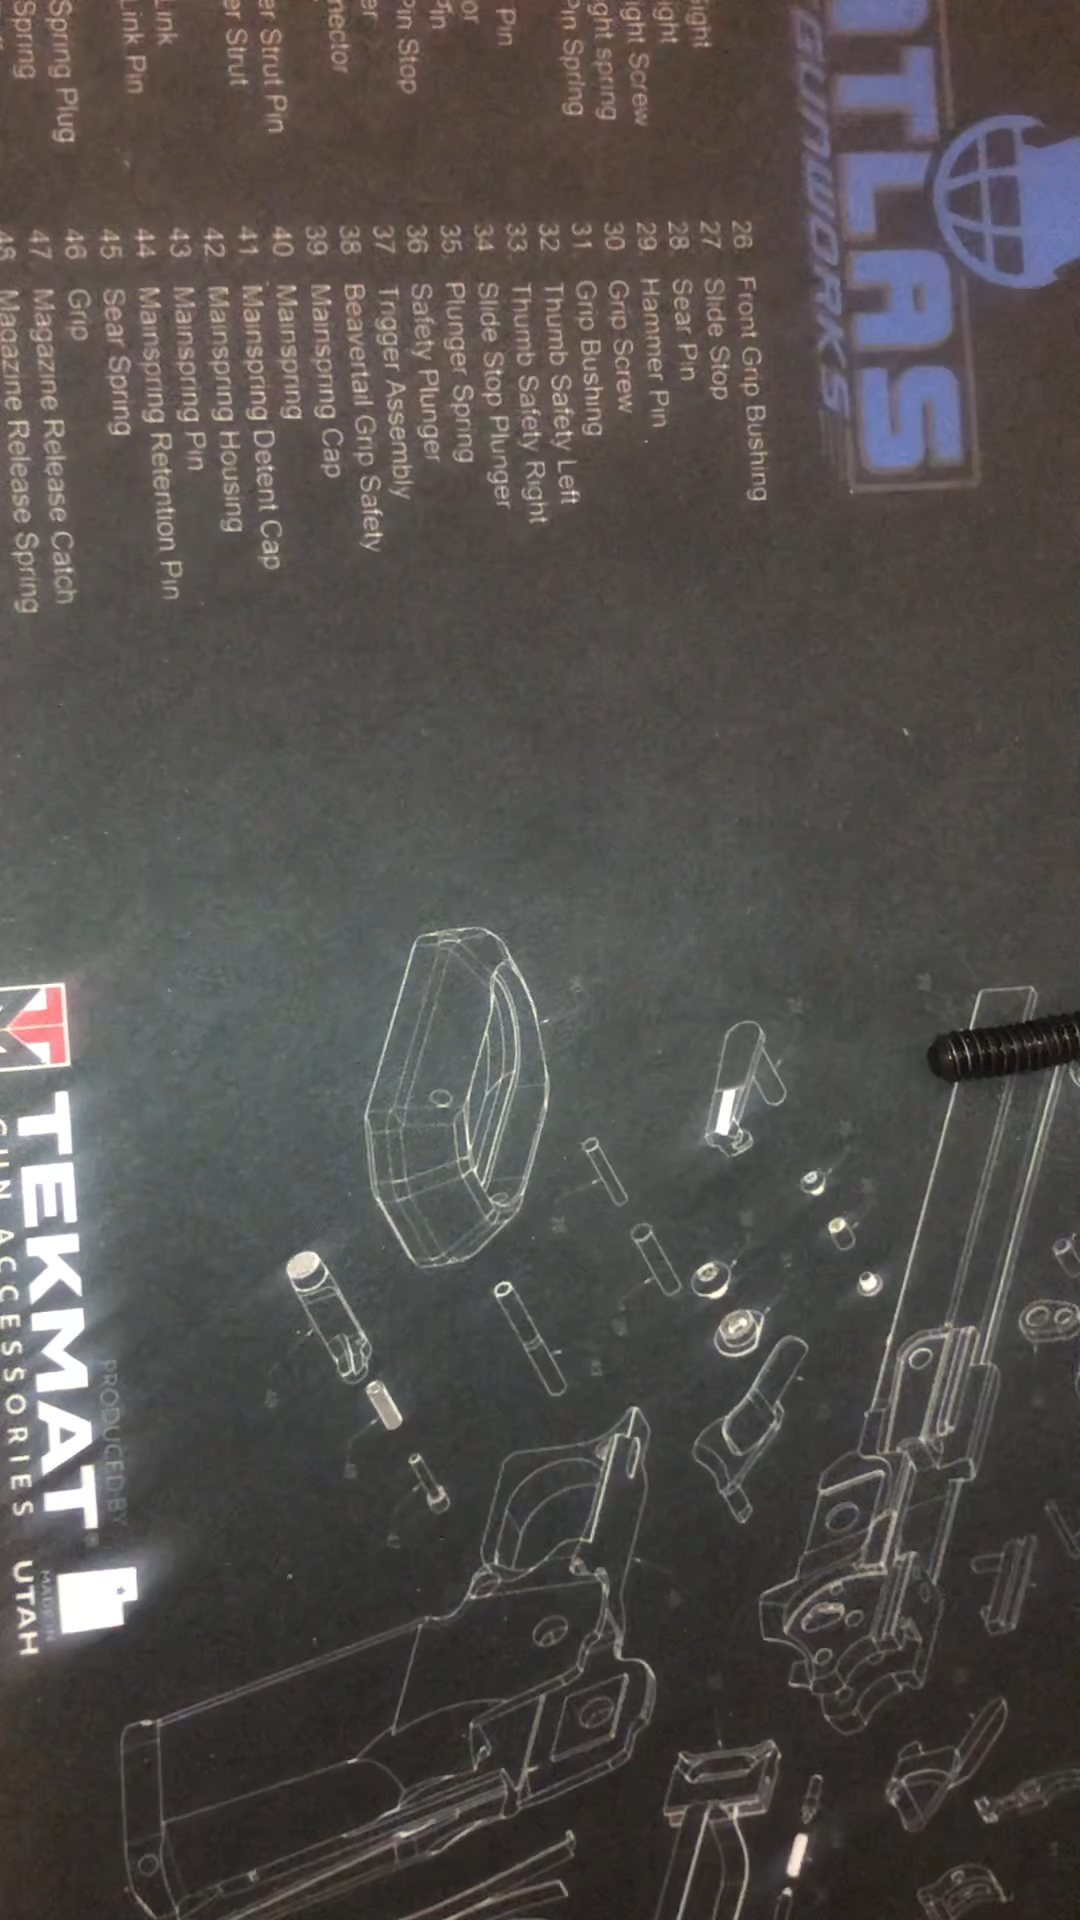 ATLAS
GUNWORKS
ight
ight
ight Screw
ght spring
Pin Spring
Pin
or
Pin Stop
er
nector
er Strut Pin
er Strut
Link
Link Pin
Spring Plug
Spring
26 Front Grip Bushing
27 Slide Stop
28 Sear Pin
29. Hammer Pin
30 Grip Screw
31. Grip Bushing
32 Thumb Safety Left
33. Thumb Safety Right
34 Slide Stop Plunger
35. Plunger Spring
36 Safety Plunger
37 Trigger Assembly
38 Beavertail Grip Safety
39 Mainspring Cap
40 Mainspring
41 Mainspring Detent Cap
42 Mainspring Housing
43 Mainspring Pin
44 Mainspring Retention Pin
45 Sear Spring
46 Grip
47 Magazine Release Catch
48 Magazine Release Spring
PRODUCED BY
TEKMAT
GUN ACCESSORIES
MADE IN
UTAH